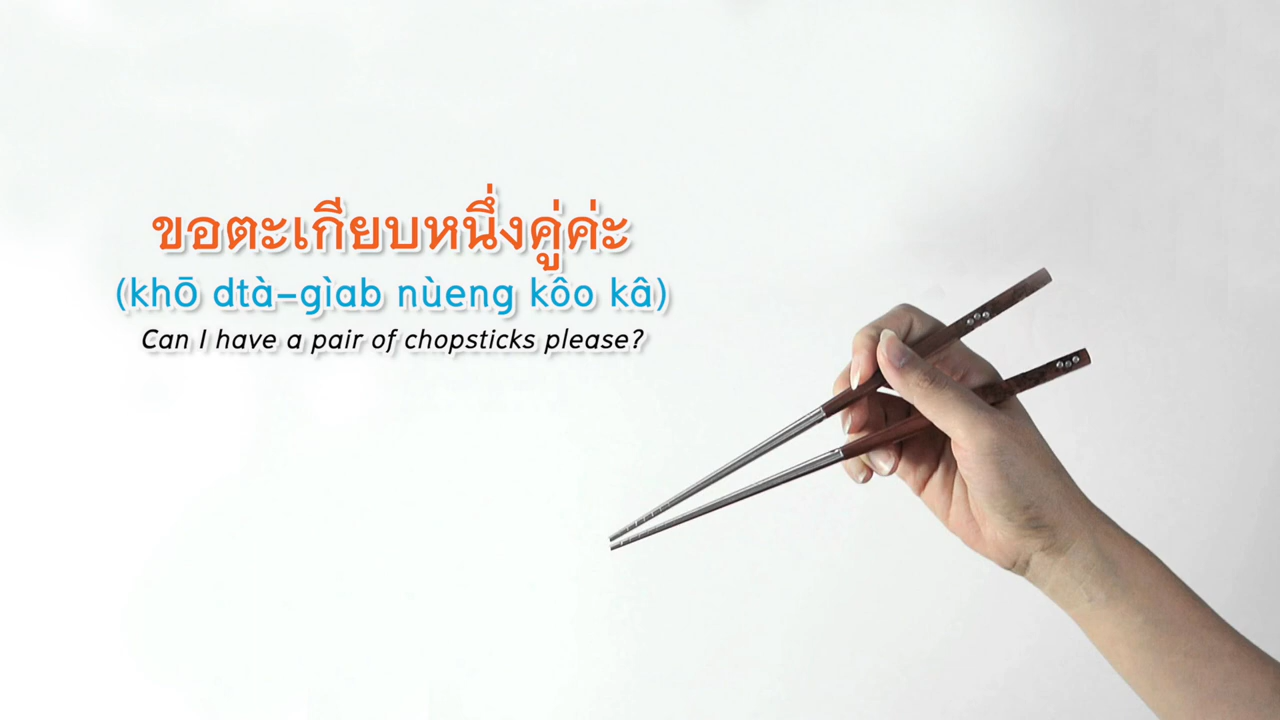 ขอตะเกียบหนึ่งคู่ค่ะ
(khō dtà-gìab nùeng kôo kâ)
Can I have a pair of chopsticks please?